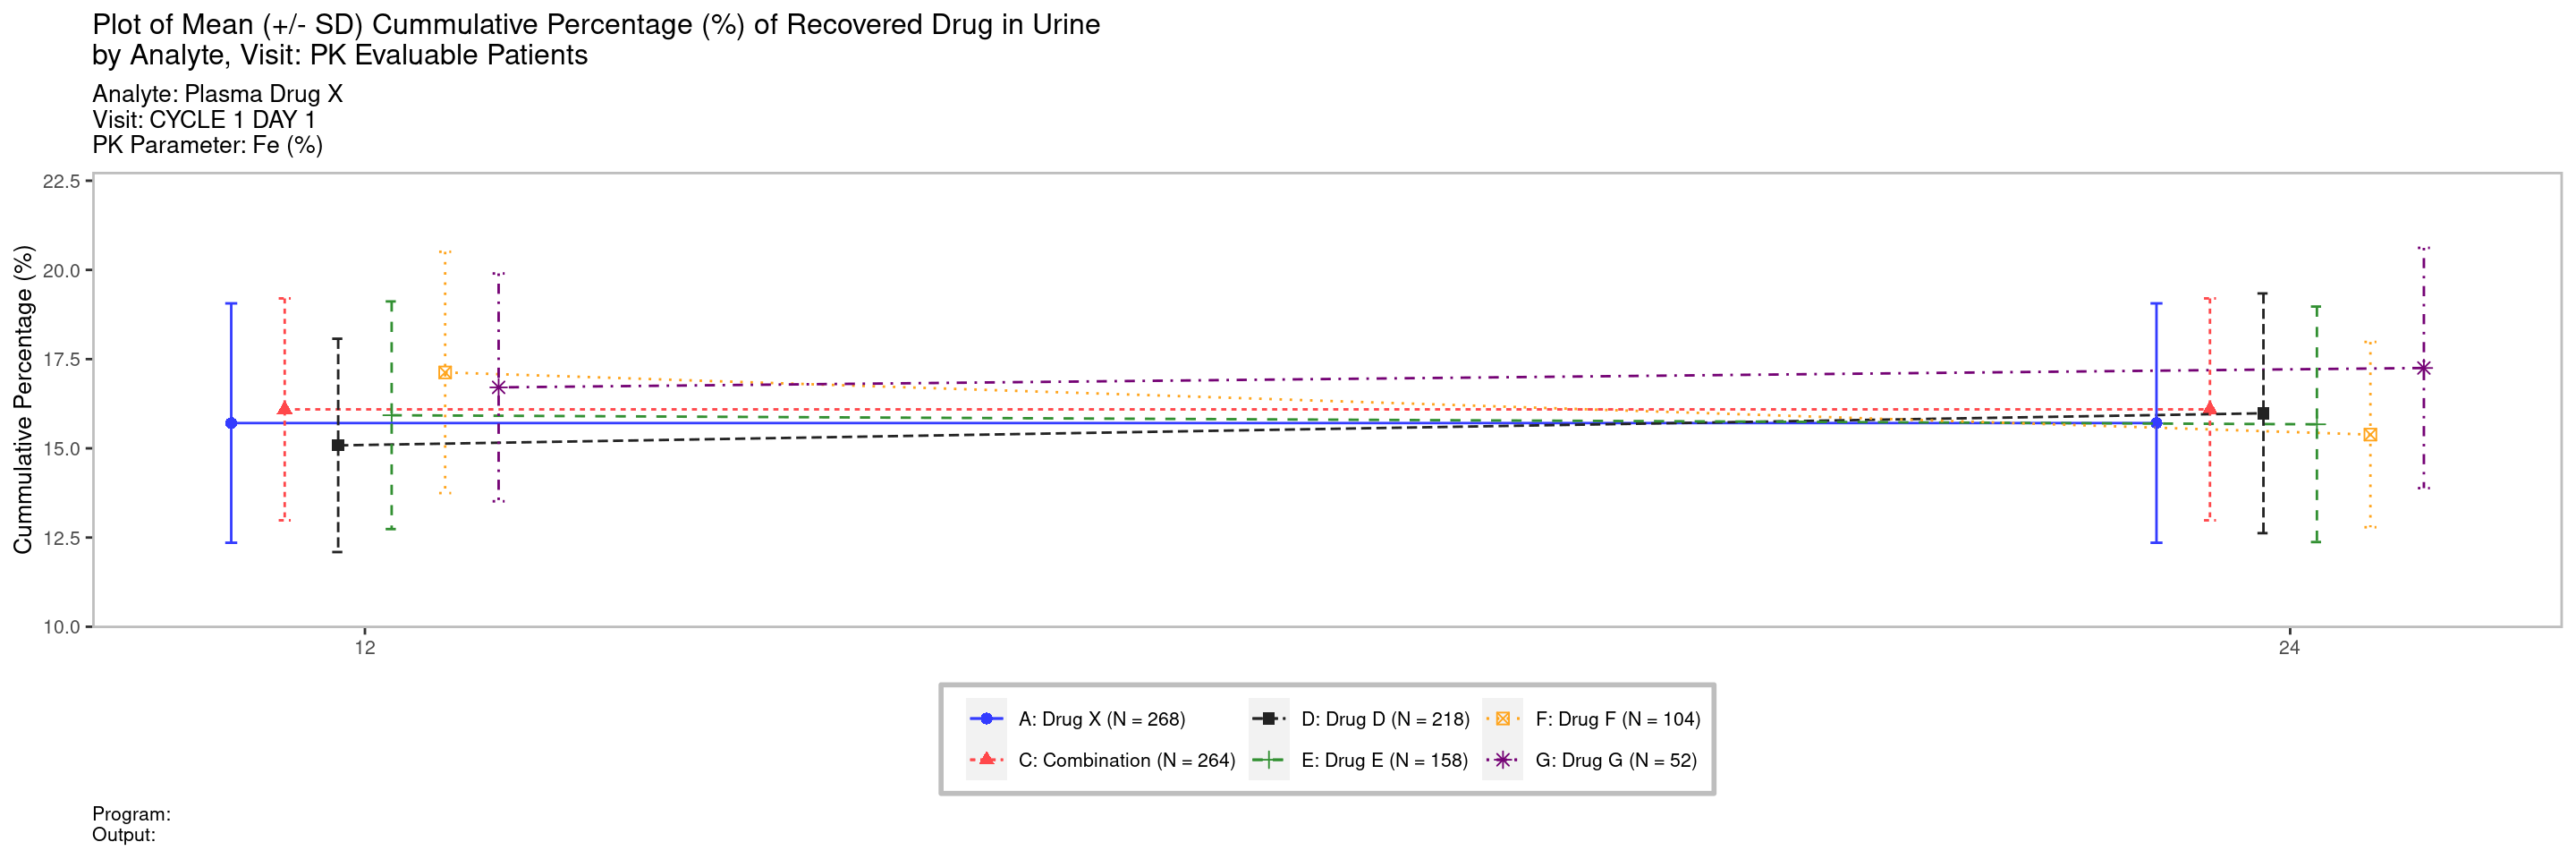 Plot of Mean (+/- SD) Cummulative Percentage (%) of Recovered Drug in Urine
by Analyte, Visit: PK Evaluable Patients
Analyte: Plasma Drug X
Visit: CYCLE 1 DAY 1
PK Parameter: Fe (%)
Cummulative Percentage (%)
22.5
20.0
17.5
15.0
12.5
10.0
12
24
A: Drug X (N = 268)
D: Drug D (N = 218)
F: Drug F (N = 104)
C: Combination (N = 264)
E: Drug E (N = 158)
G: Drug G (N = 52)
Program:
Output: